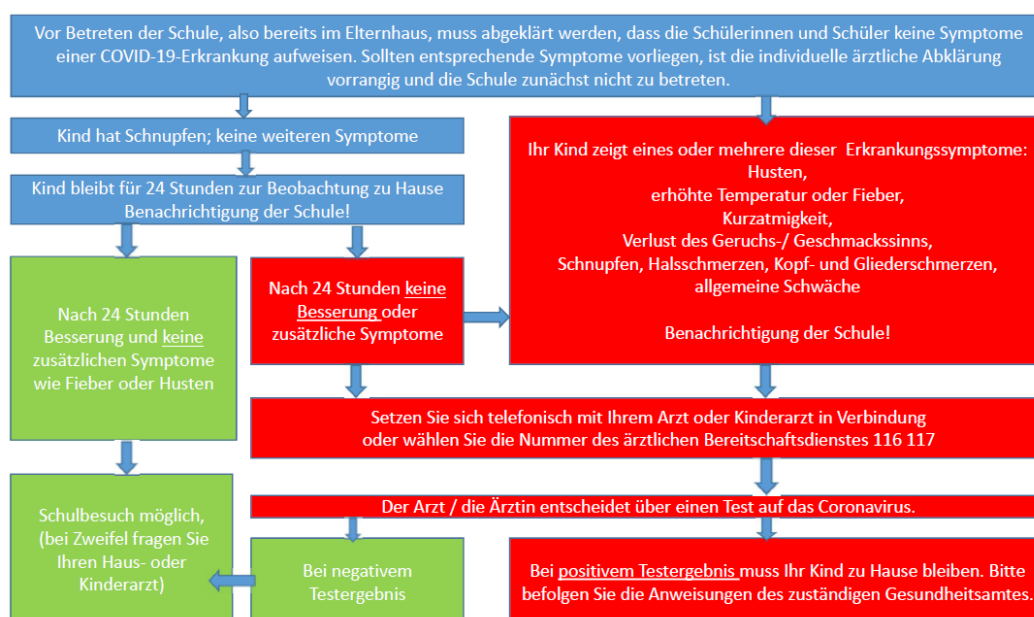 Vor Betreten der Schule, also bereits im Elternhaus, muss abgeklärt werden, dass die Schülerinnen und Schüler keine Symptome
einer COVID-19-Erkrankung aufweisen. Sollten entsprechende Symptome vorliegen, ist die individuelle ärztliche Abklärung
vorrangig und die Schule zunächst nicht zu betreten.
Kind hat Schnupfen; keine weiteren Symptome
Kind bleibt für 24 Stunden zur Beobachtung zu Hause
Benachrichtigung der Schule!
Ihr Kind zeigt eines oder mehrere dieser Erkrankungssymptome:
Husten,
erhöhte Temperatur oder Fieber,
Kurzatmigkeit,
Verlust des Geruchs-/ Geschmackssinns,
Schnupfen, Halsschmerzen, Kopf- und Gliederschmerzen,
allgemeine Schwäche
Benachrichtigung der Schule!
Nach 24 Stunden
Besserung und keine
zusätzlichen Symptome
wie Fieber oder Husten
Nach 24 Stunden keine
Besserung oder
zusätzliche Symptome
Setzen Sie sich telefonisch mit Ihrem Arzt oder Kinderarzt in Verbindung
oder wählen Sie die Nummer des ärztlichen Bereitschaftsdienstes 116 117
Der Arzt / die Ärztin entscheidet über einen Test auf das Coronavirus.
Schulbesuch möglich,
(bei Zweifel fragen Sie
Ihren Haus- oder
Kinderarzt)
Bei negativem
Testergebnis
Bei positivem Testergebnis muss Ihr Kind zu Hause bleiben. Bitte
befolgen Sie die Anweisungen des zuständigen Gesundheitsamtes.